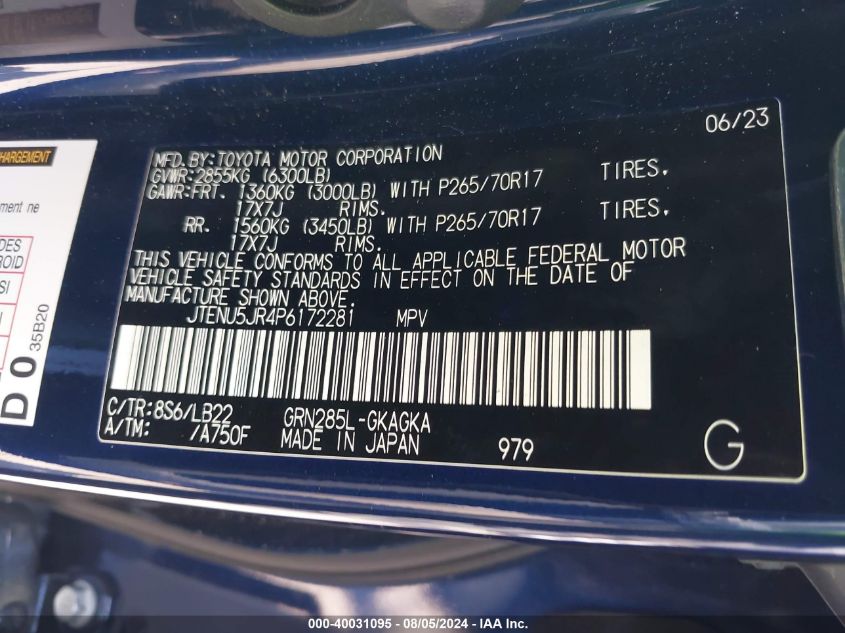 06/23
MFD. BY: TOYOTA MOTOR CORPORATION
GVWR: 2855KG (6300LB)
GAWR: FRT. 1360KG (3000LB) WITH P265/70R17 TIRES.
17X7J RIMS.
RR. 1560KG (3450LB) WITH P265/70R17 TIRES.
17X7J RIMS.
THIS VEHICLE CONFORMS TO ALL APPLICABLE FEDERAL MOTOR
VEHICLE SAFETY STANDARDS IN EFFECT ON THE DATE OF
MANUFACTURE SHOWN ABOVE.
JTENU5JR4P6172281 MPV
C/TR: 8S6/LB22 GRN285L-GKAGKA
A/TM: /A750F MADE IN JAPAN 979
G
HARGEMENT
ment ne
DES
ROID
SI
I
D 0 35B20
000-40031095 - 08/05/2024 - IAA, Inc.